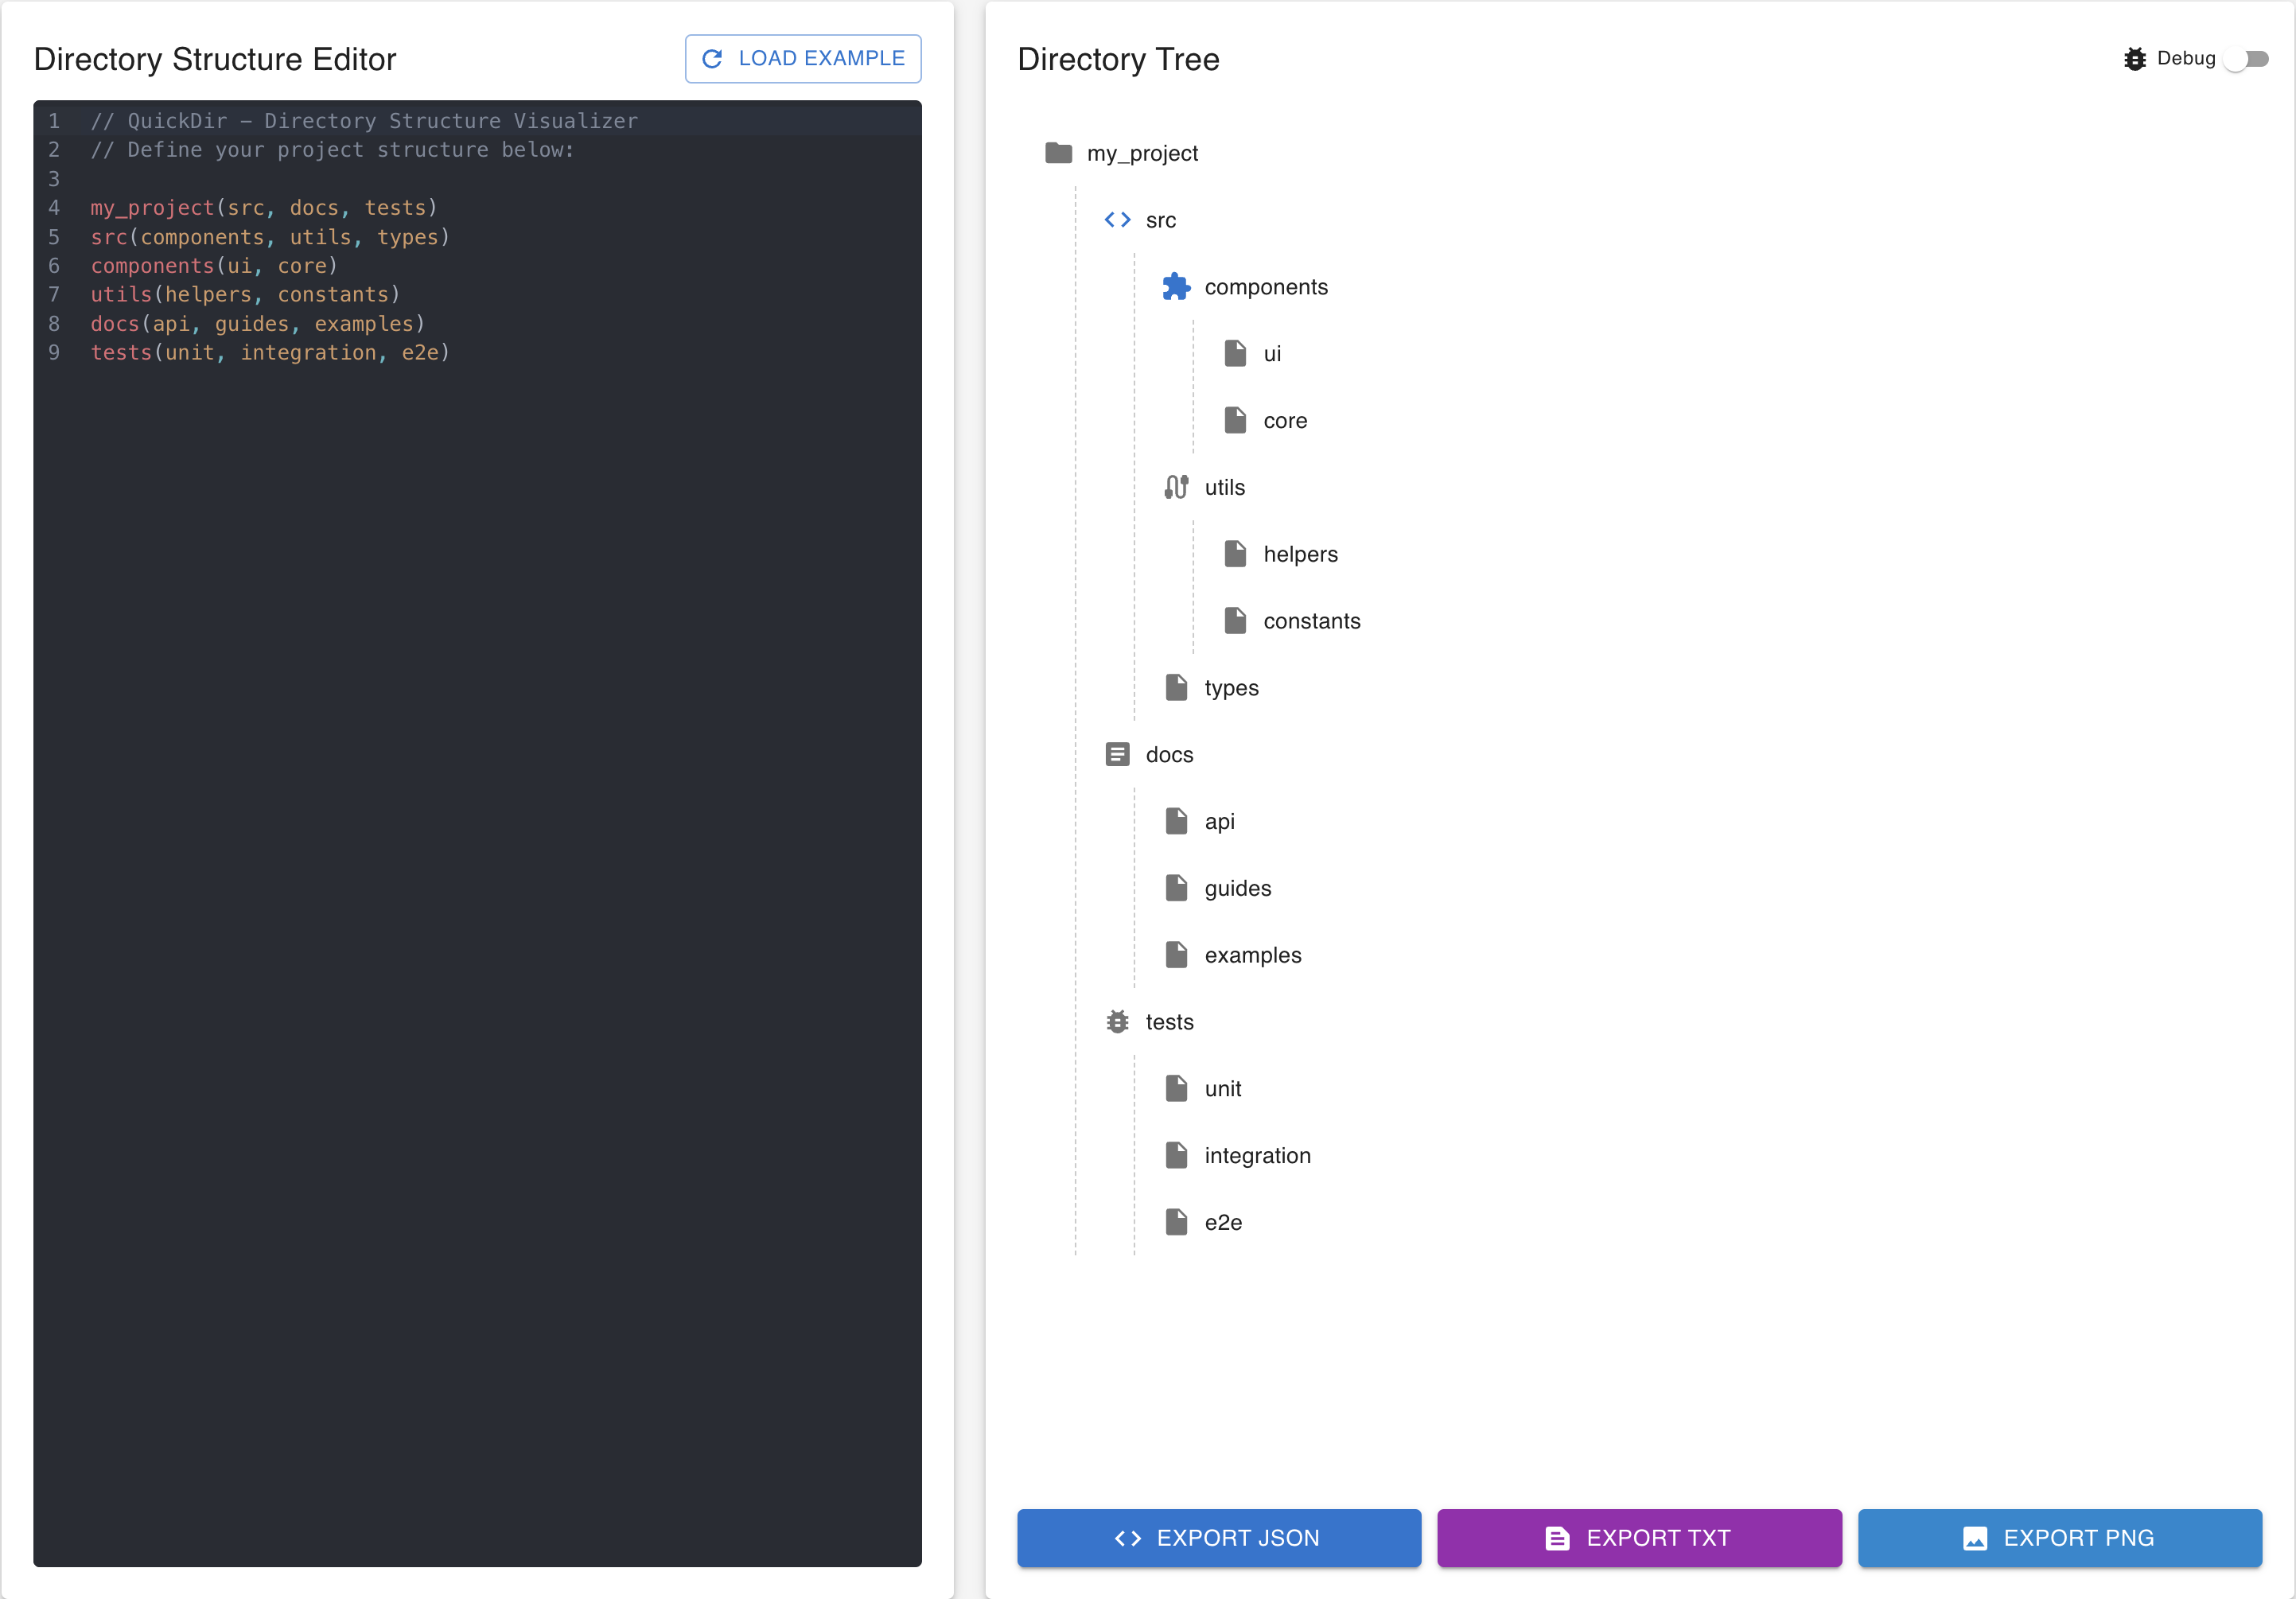 Directory Structure Editor
LOAD EXAMPLE
1 // QuickDir - Directory Structure Visualizer
2 // Define your project structure below:
3
4 my_project(src, docs, tests)
5 src(components, utils, types)
6 components(ui, core)
7 utils(helpers, constants)
8 docs(api, guides, examples)
9 tests(unit, integration, e2e)
Directory Tree
Debug
my_project
src
components
ui
core
utils
helpers
constants
types
docs
api
guides
examples
tests
unit
integration
e2e
EXPORT JSON
EXPORT TXT
EXPORT PNG